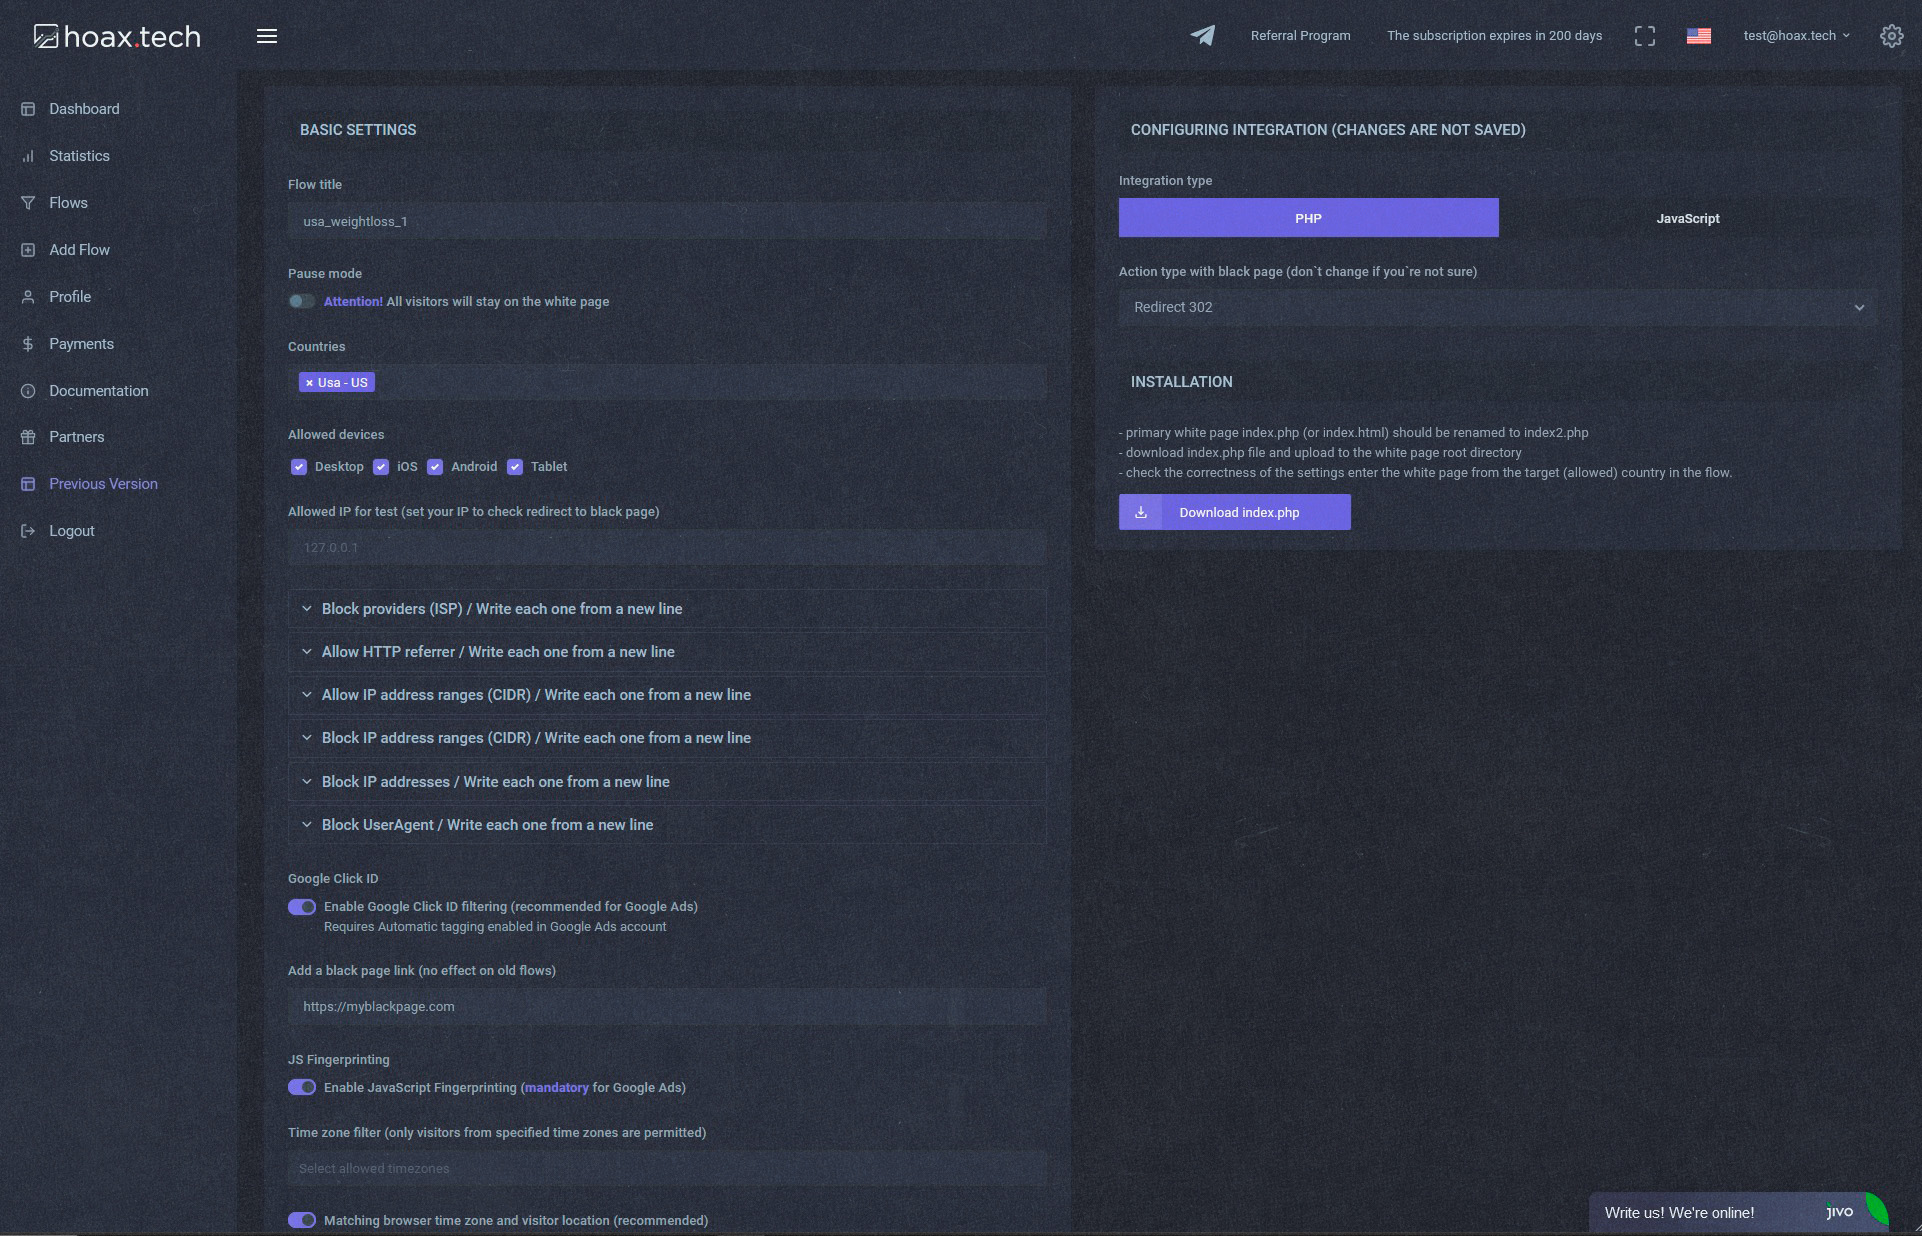 hoax.tech
Referral Program
The subscription expires in 200 days
test@hoax.tech
Dashboard
Statistics
Flows
Add Flow
Profile
Payments
Documentation
Partners
Previous Version
Logout
BASIC SETTINGS
Flow title
usa_weightloss_1
Pause mode
Attention! All visitors will stay on the white page
Countries
× Usa - US
Allowed devices
Desktop iOS Android Tablet
Allowed IP for test (set your IP to check redirect to black page)
127.0.0.1
Block providers (ISP) / Write each one from a new line
Allow HTTP referrer / Write each one from a new line
Allow IP address ranges (CIDR) / Write each one from a new line
Block IP address ranges (CIDR) / Write each one from a new line
Block IP addresses / Write each one from a new line
Block UserAgent / Write each one from a new line
Google Click ID
Enable Google Click ID filtering (recommended for Google Ads)
Requires Automatic tagging enabled in Google Ads account
Add a black page link (no effect on old flows)
https://myblackpage.com
JS Fingerprinting
Enable JavaScript Fingerprinting (mandatory for Google Ads)
Time zone filter (only visitors from specified time zones are permitted)
Select allowed timezones
Matching browser time zone and visitor location (recommended)
CONFIGURING INTEGRATION (CHANGES ARE NOT SAVED)
Integration type
PHP
JavaScript
Action type with black page (don`t change if you`re not sure)
Redirect 302
INSTALLATION
- primary white page index.php (or index.html) should be renamed to index2.php
- download index.php file and upload to the white page root directory
- check the correctness of the settings enter the white page from the target (allowed) country in the flow.
Download index.php
Write us! We're online!
jivo